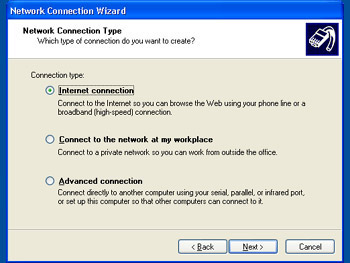 Network Connection Wizard
Network Connection Type
Which type of connection do you want to create?
Connection type:
Internet connection
Connect to the Internet so you can browse the Web using your phone line or a
broadband (high-speed) connection.
Connect to the network at my workplace
Connect to a private network so you can work from outside the office.
Advanced connection
Connect directly to another computer using your serial, parallel, or infrared port,
or set up this computer so that other computers can connect to it.
< Back
Next >
Cancel